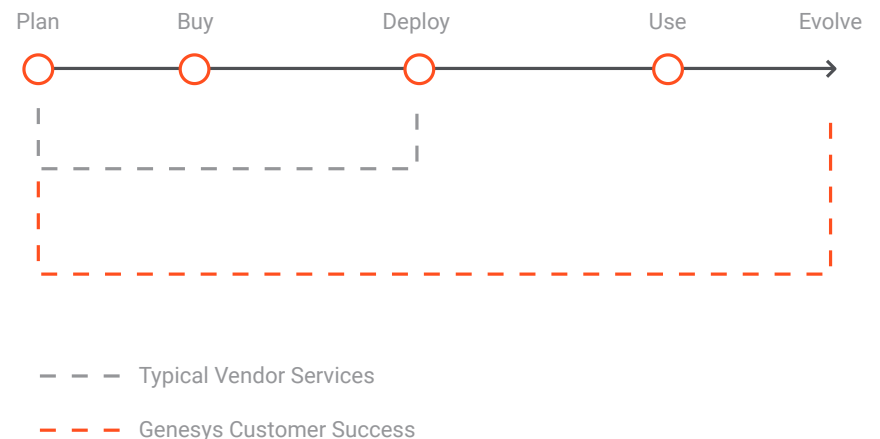 Plan Buy Deploy Use Evolve
Typical Vendor Services
Genesys Customer Success